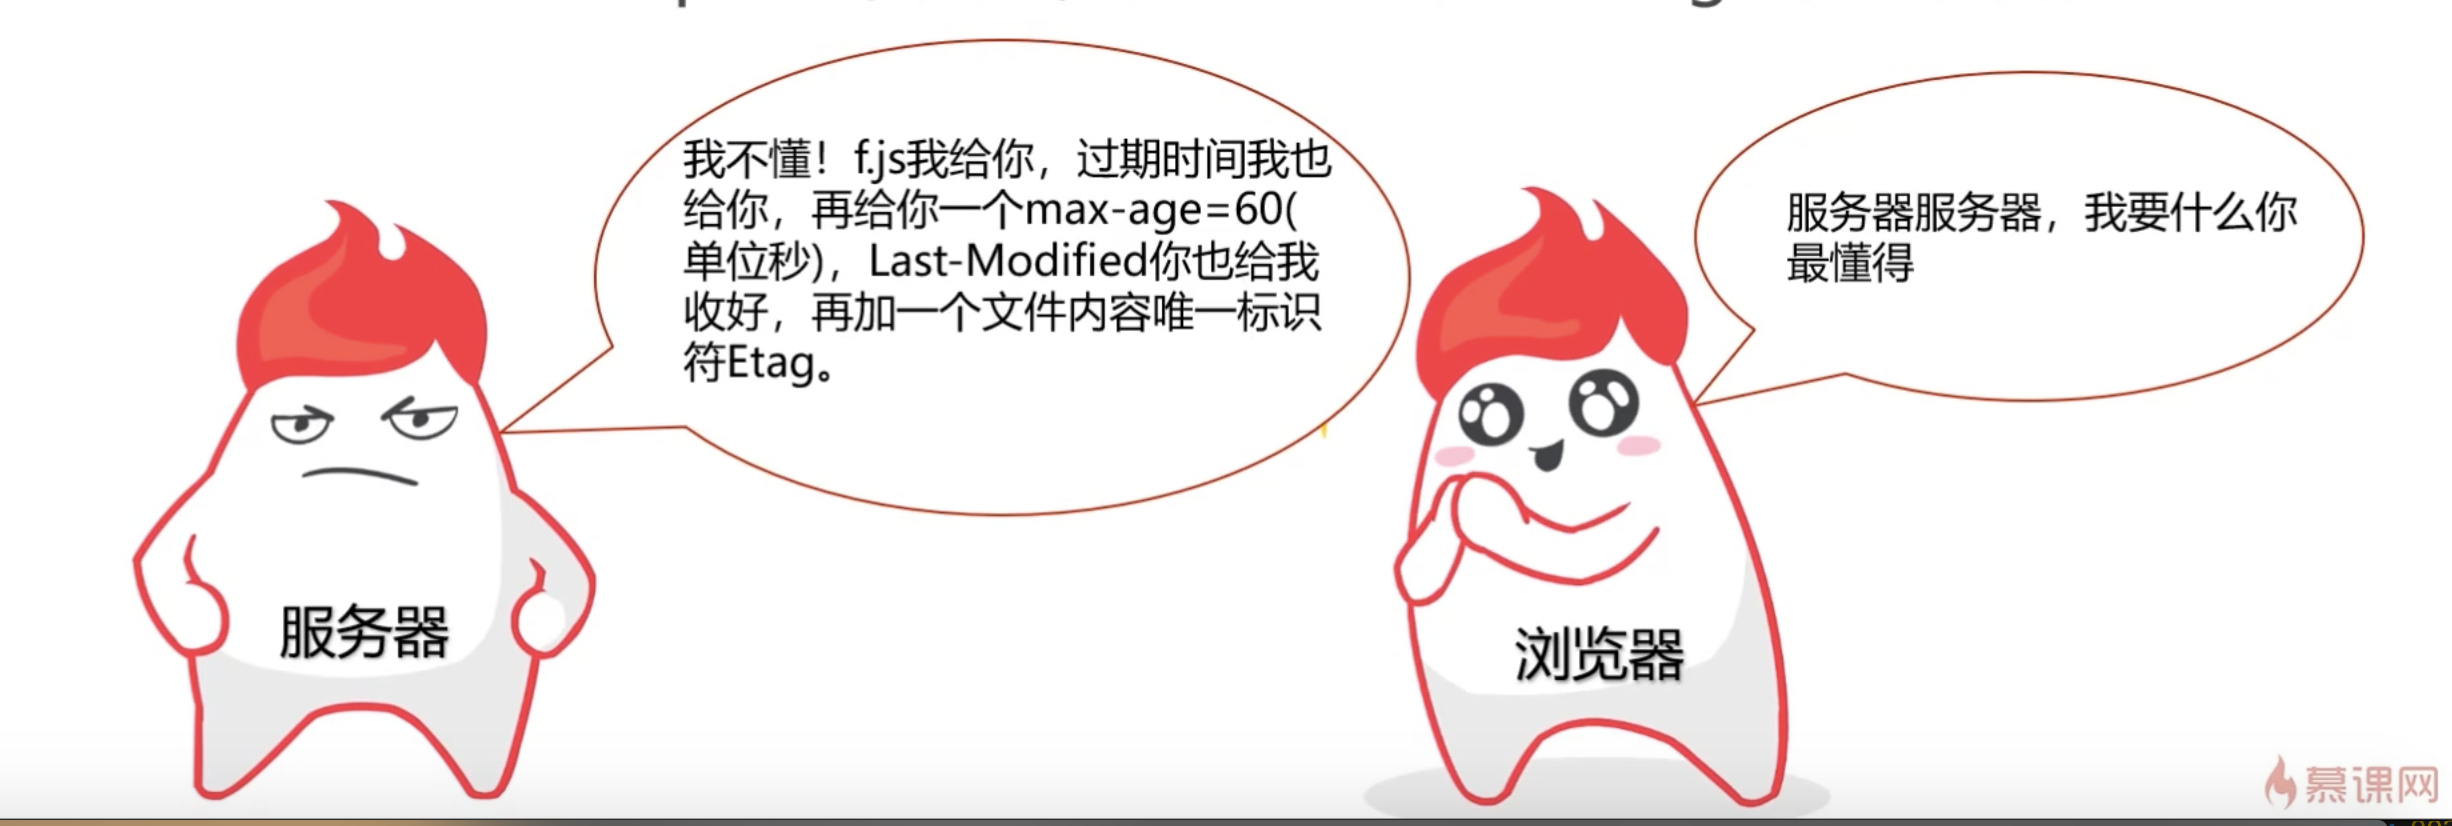 我不懂！f.js我给你，过期时间我也
给你，再给你一个max-age=60(
单位秒)，Last-Modified你也给我
收好，再加一个文件内容唯一标识
符Etag。
服务器服务器，我要什么你
最懂得
服务器
浏览器
慕课网